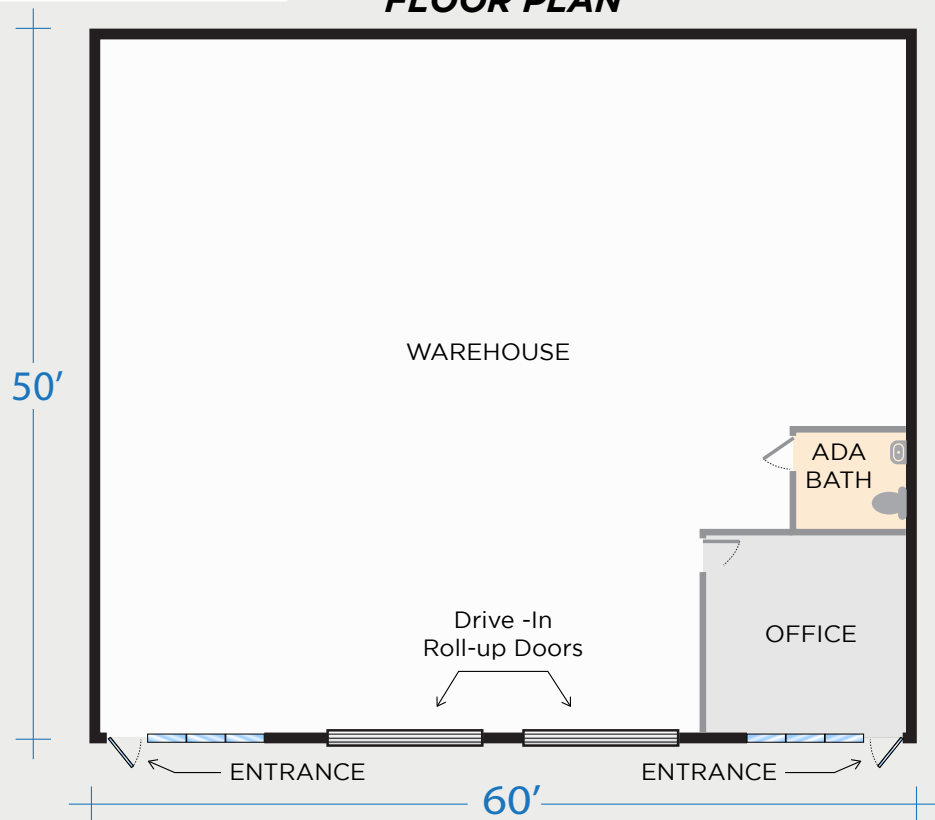 FLOOR PLAN
50’
WAREHOUSE
ADA
BATH
Drive -In
Roll-up Doors
OFFICE
ENTRANCE
ENTRANCE
60’